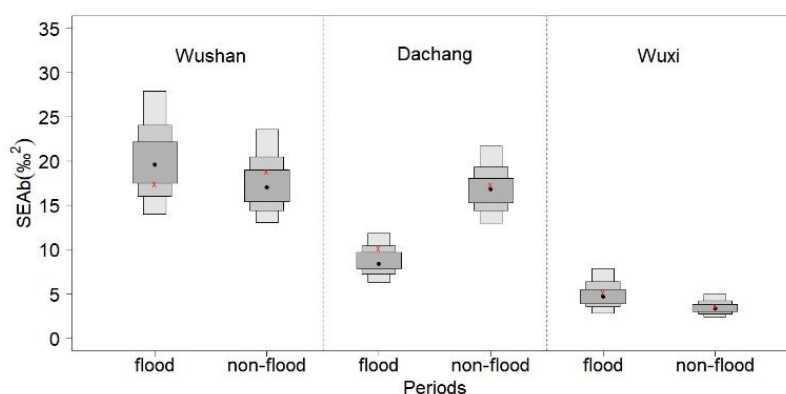 SEAb(‰²)
35
30
25
20
15
10
5
0
Wushan
Dachang
Wuxi
flood
non-flood
flood
non-flood
flood
non-flood
Periods